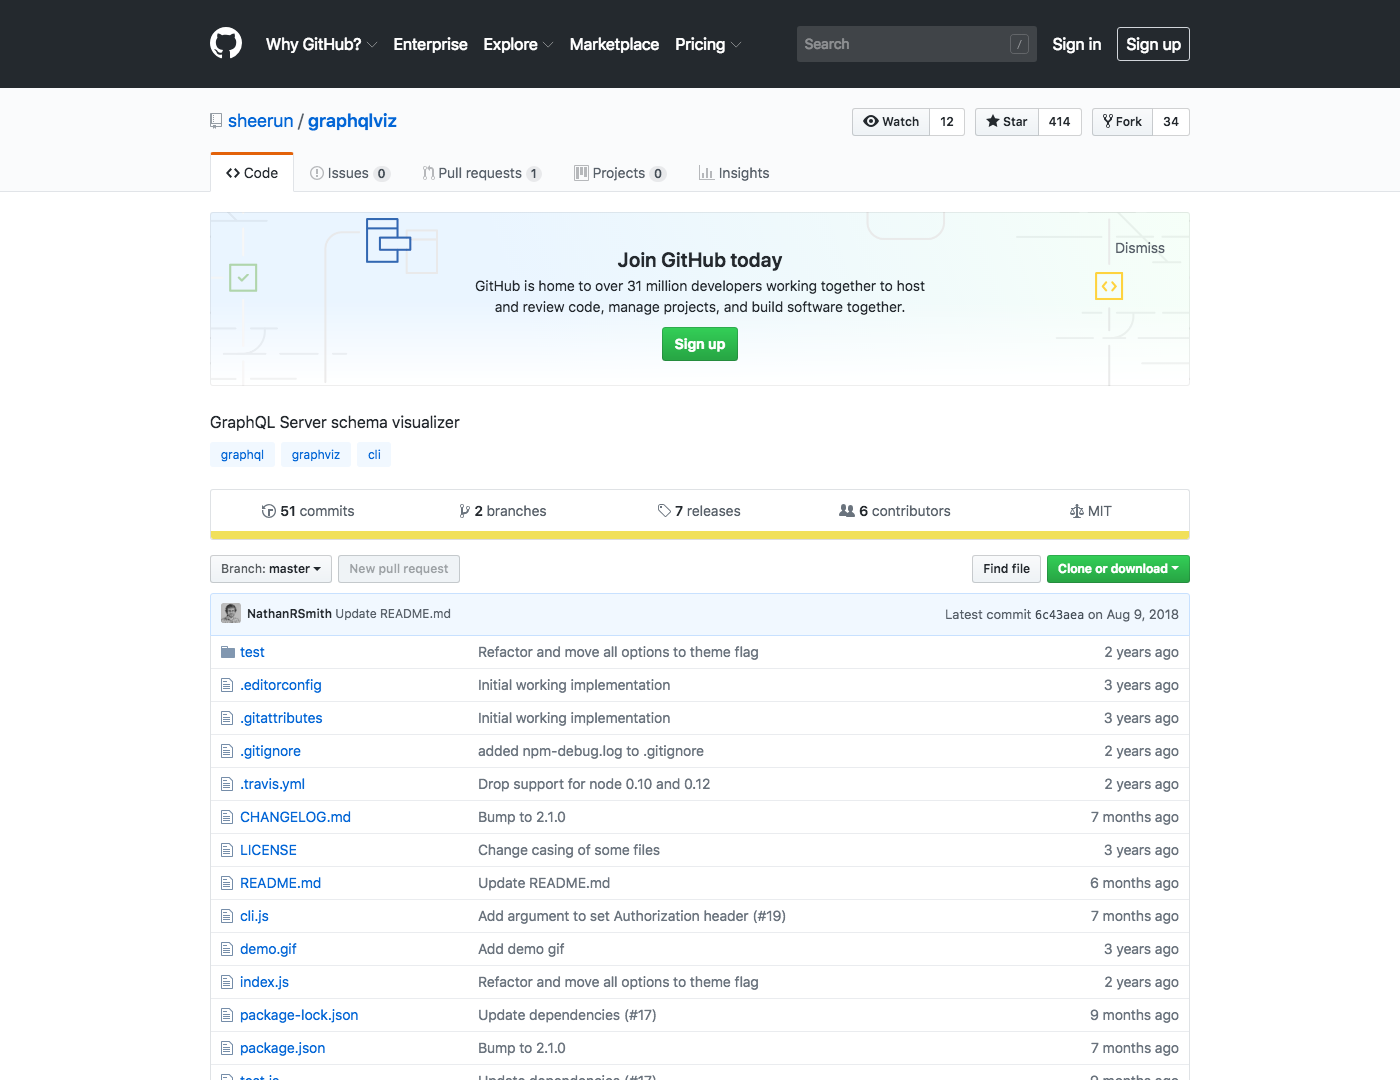 Why GitHub? Enterprise Explore Marketplace Pricing Search / Sign in Sign up
sheerun / graphqlviz Watch 12 Star 414 Fork 34
Code Issues 0 Pull requests 1 Projects 0 Insights
Dismiss
Join GitHub today
GitHub is home to over 31 million developers working together to host
and review code, manage projects, and build software together.
Sign up
GraphQL Server schema visualizer
graphql graphviz cli
51 commits 2 branches 7 releases 6 contributors MIT
Branch: master New pull request Find file Clone or download
NathanRSmith Update README.md Latest commit 6c43aea on Aug 9, 2018
test Refactor and move all options to theme flag 2 years ago
.editorconfig Initial working implementation 3 years ago
.gitattributes Initial working implementation 3 years ago
.gitignore added npm-debug.log to .gitignore 2 years ago
.travis.yml Drop support for node 0.10 and 0.12 2 years ago
CHANGELOG.md Bump to 2.1.0 7 months ago
LICENSE Change casing of some files 3 years ago
README.md Update README.md 6 months ago
cli.js Add argument to set Authorization header (#19) 7 months ago
demo.gif Add demo gif 3 years ago
index.js Refactor and move all options to theme flag 2 years ago
package-lock.json Update dependencies (#17) 9 months ago
package.json Bump to 2.1.0 7 months ago
test.js Update dependencies (#17) 9 months ago